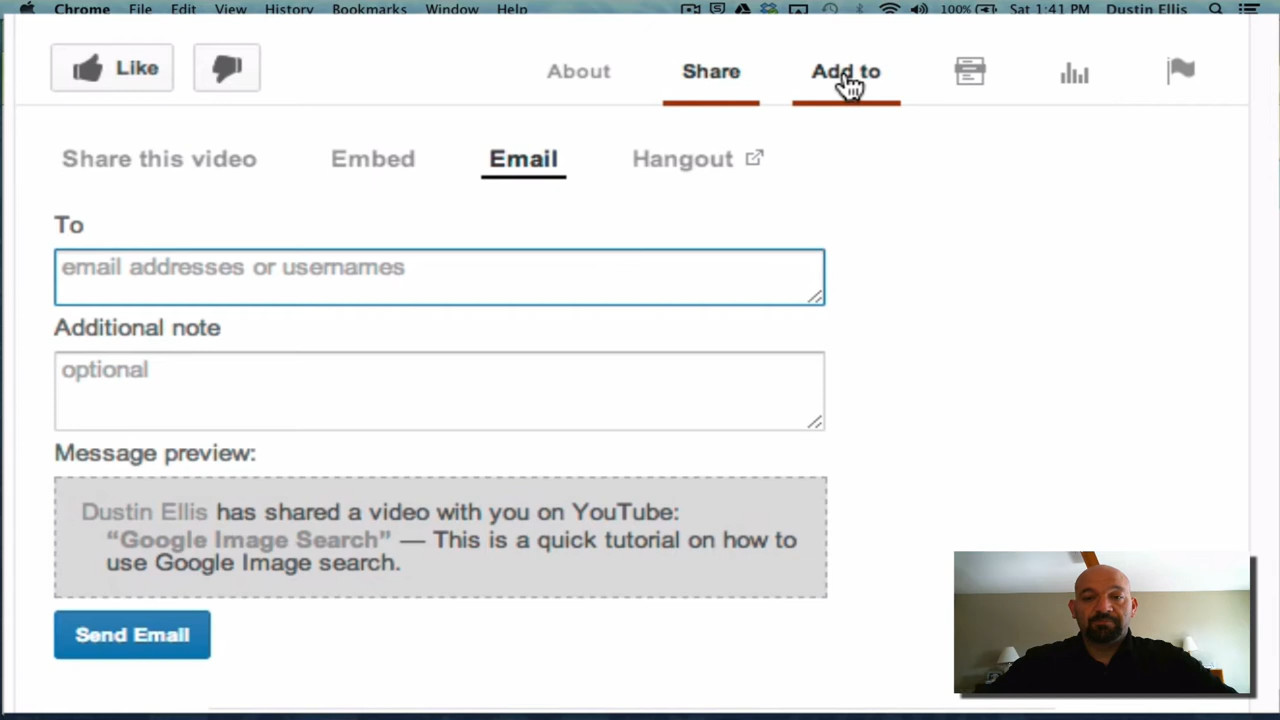 Chrome File Edit View History Bookmarks Window Help 100% Sat 1:41 PM Dustin Ellis
Like About Share Add to
Share this video Embed Email Hangout
To
email addresses or usernames
Additional note
optional
Message preview:
Dustin Ellis has shared a video with you on YouTube:
“Google Image Search” — This is a quick tutorial on how to
use Google Image search.
Send Email